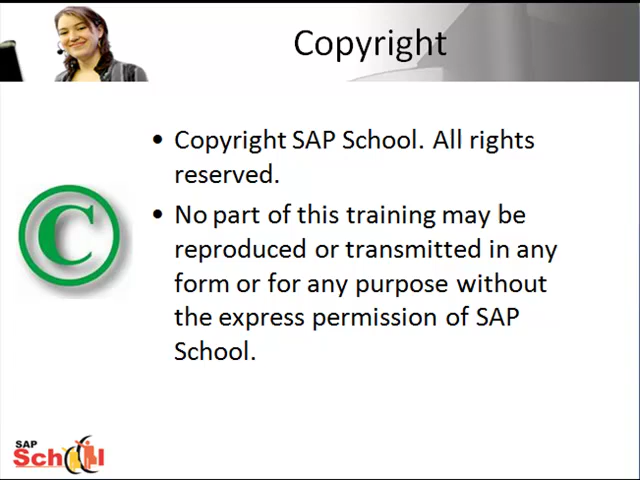 Copyright
• Copyright SAP School. All rights
reserved.
• No part of this training may be
reproduced or transmitted in any
form or for any purpose without
the express permission of SAP
School.
C
SAP
School